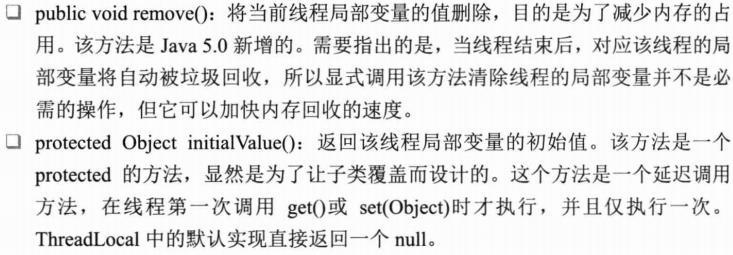 ❑ public void remove()：将当前线程局部变量的值删除，目的是为了减少内存的占
用。该方法是 Java 5.0 新增的。需要指出的是，当线程结束后，对应该线程的局
部变量将自动被垃圾回收，所以显式调用该方法清除线程的局部变量并不是必
需的操作，但它可以加快内存回收的速度。
❑ protected Object initialValue()：返回该线程局部变量的初始值。该方法是一个
protected 的方法，显然是为了让子类覆盖而设计的。这个方法是一个延迟调用
方法，在线程第一次调用 get()或 set(Object)时才执行，并且仅执行一次。
ThreadLocal 中的默认实现直接返回一个 null。